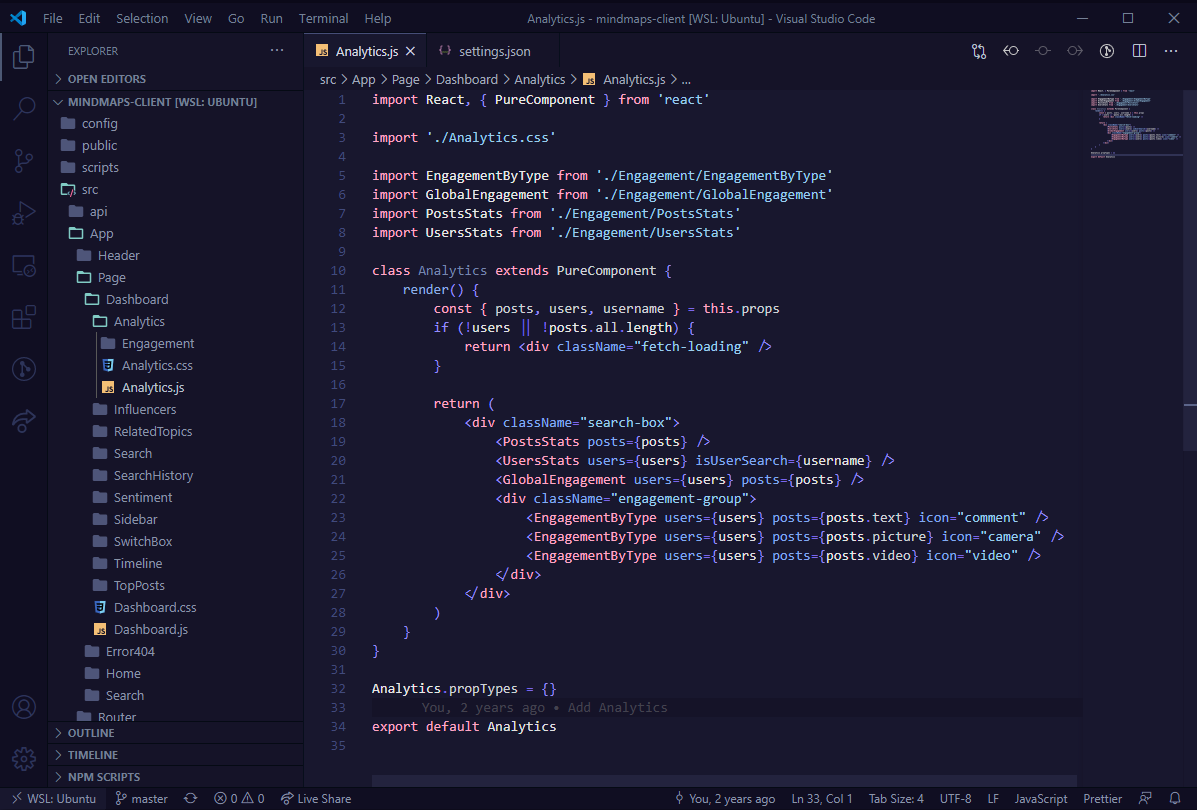 File Edit Selection View Go Run Terminal Help Analytics.js - mindmaps-client [WSL: Ubuntu] - Visual Studio Code
EXPLORER
OPEN EDITORS
MINDMAPS-CLIENT [WSL: UBUNTU]
config
public
scripts
src
api
App
Header
Page
Dashboard
Analytics
Engagement
Analytics.css
JS Analytics.js
Influencers
RelatedTopics
Search
SearchHistory
Sentiment
Sidebar
SwitchBox
Timeline
TopPosts
Dashboard.css
JS Dashboard.js
Error404
Home
Search
Router
OUTLINE
TIMELINE
NPM SCRIPTS
JS Analytics.js {} settings.json
src > App > Page > Dashboard > Analytics > JS Analytics.js > ...
1 import React, { PureComponent } from 'react'
2
3 import './Analytics.css'
4
5 import EngagementByType from './Engagement/EngagementByType'
6 import GlobalEngagement from './Engagement/GlobalEngagement'
7 import PostsStats from './Engagement/PostsStats'
8 import UsersStats from './Engagement/UsersStats'
9
10 class Analytics extends PureComponent {
11     render() {
12         const { posts, users, username } = this.props
13         if (!users || !posts.all.length) {
14             return <div className="fetch-loading" />
15         }
16
17         return (
18             <div className="search-box">
19                 <PostsStats posts={posts} />
20                 <UsersStats users={users} isUserSearch={username} />
21                 <GlobalEngagement users={users} posts={posts} />
22                 <div className="engagement-group">
23                     <EngagementByType users={users} posts={posts.text} icon="comment" />
24                     <EngagementByType users={users} posts={posts.picture} icon="camera" />
25                     <EngagementByType users={users} posts={posts.video} icon="video" />
26                 </div>
27             </div>
28         )
29     }
30 }
31
32 Analytics.propTypes = {}
33 You, 2 years ago • Add Analytics
34 export default Analytics
35
WSL: Ubuntu master 0 0 Live Share You, 2 years ago Ln 33, Col 1 Tab Size: 4 UTF-8 LF JavaScript Prettier